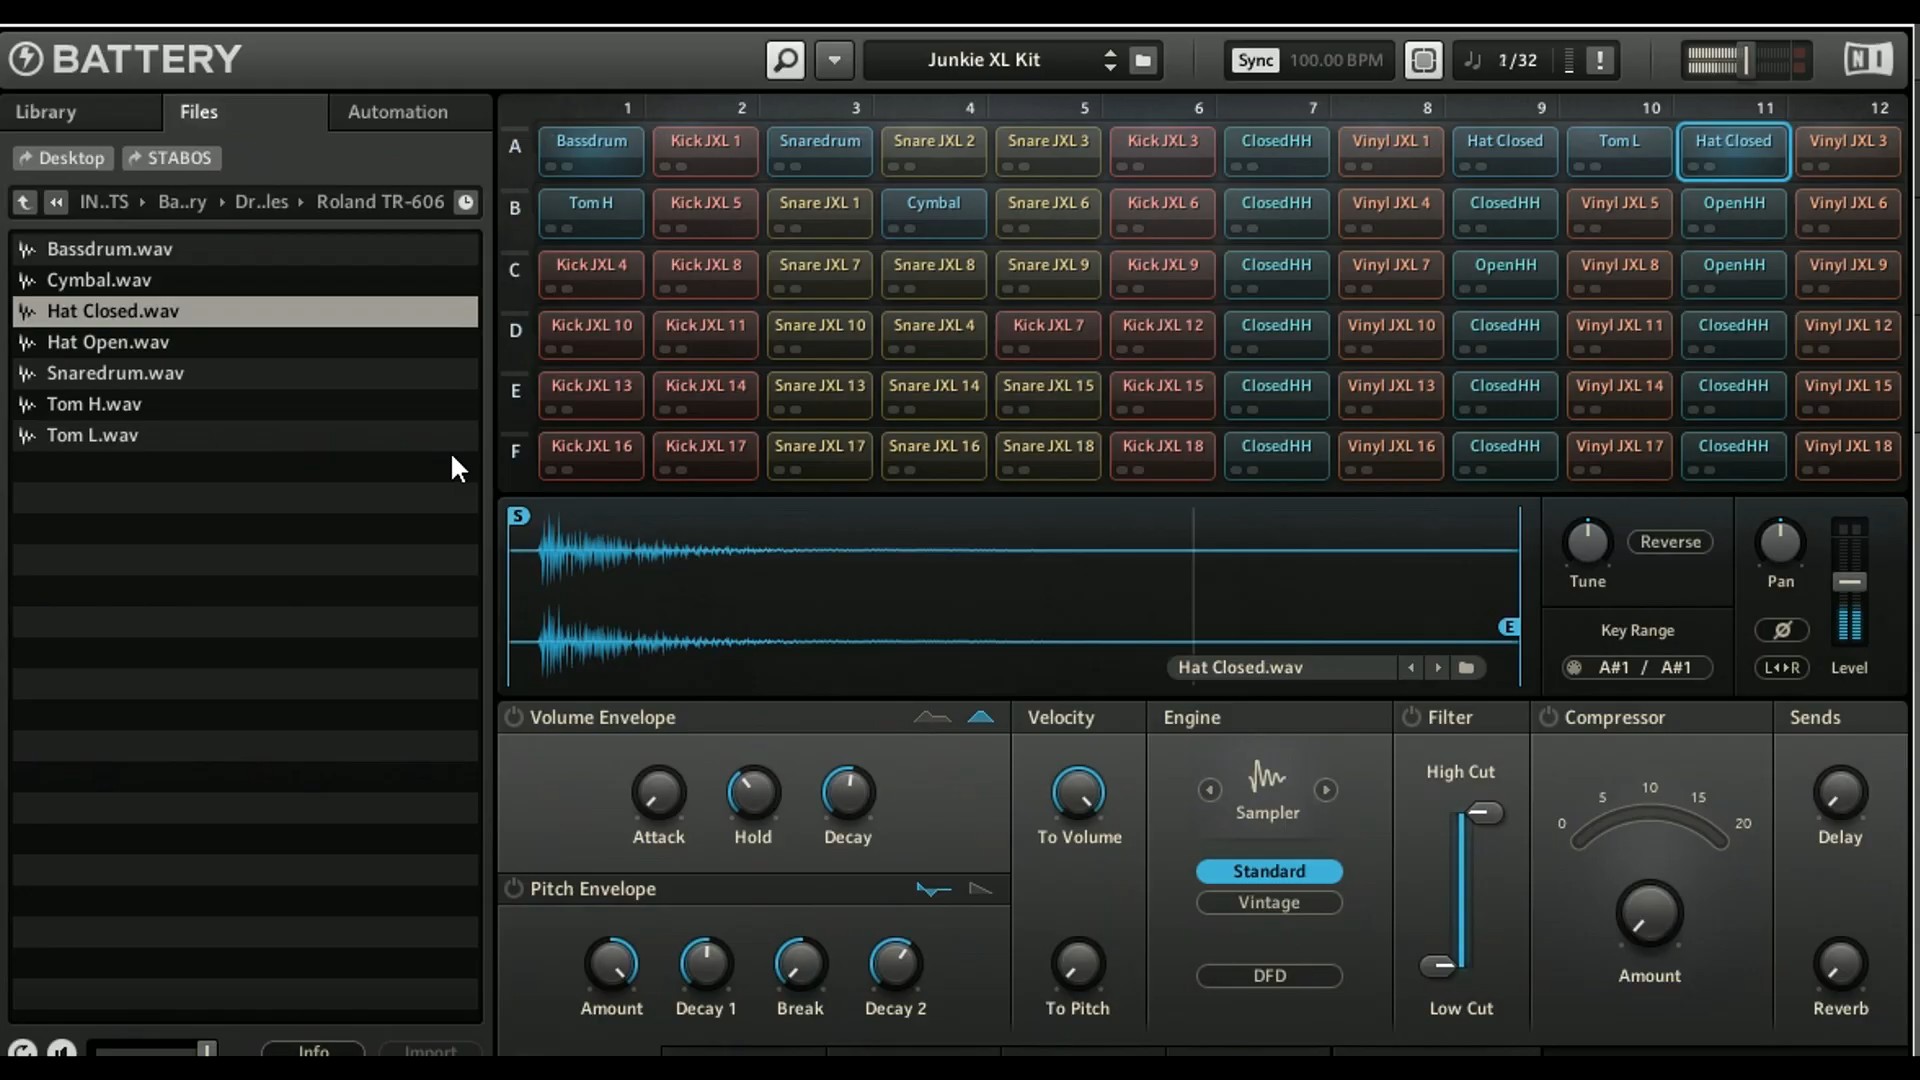 BATTERY
Junkie XL Kit
Sync 100.00 BPM
1/32
!
NI
Library Files Automation
Desktop STABOS
IN..TS Ba..ry Dr..les Roland TR-606
Bassdrum.wav
Cymbal.wav
Hat Closed.wav
Hat Open.wav
Snaredrum.wav
Tom H.wav
Tom L.wav
Info Import
1 2 3 4 5 6 7 8 9 10 11 12
A Bassdrum Kick JXL 1 Snaredrum Snare JXL 2 Snare JXL 3 Kick JXL 3 ClosedHH Vinyl JXL 1 Hat Closed Tom L Hat Closed Vinyl JXL 3
B Tom H Kick JXL 5 Snare JXL 1 Cymbal Snare JXL 6 Kick JXL 6 ClosedHH Vinyl JXL 4 ClosedHH Vinyl JXL 5 OpenHH Vinyl JXL 6
C Kick JXL 4 Kick JXL 8 Snare JXL 7 Snare JXL 8 Snare JXL 9 Kick JXL 9 ClosedHH Vinyl JXL 7 OpenHH Vinyl JXL 8 OpenHH Vinyl JXL 9
D Kick JXL 10 Kick JXL 11 Snare JXL 10 Snare JXL 4 Kick JXL 7 Kick JXL 12 ClosedHH Vinyl JXL 10 ClosedHH Vinyl JXL 11 ClosedHH Vinyl JXL 12
E Kick JXL 13 Kick JXL 14 Snare JXL 13 Snare JXL 14 Snare JXL 15 Kick JXL 15 ClosedHH Vinyl JXL 13 ClosedHH Vinyl JXL 14 ClosedHH Vinyl JXL 15
F Kick JXL 16 Kick JXL 17 Snare JXL 17 Snare JXL 16 Snare JXL 18 Kick JXL 18 ClosedHH Vinyl JXL 16 ClosedHH Vinyl JXL 17 ClosedHH Vinyl JXL 18
S
E
Hat Closed.wav
Reverse
Tune
Pan
Key Range
A#1 / A#1
L R
Level
Volume Envelope Velocity Engine Filter Compressor Sends
Attack Hold Decay
To Volume
Sampler
Standard
Vintage
DFD
High Cut
Low Cut
0 5 10 15 20
Amount
Delay
Reverb
Pitch Envelope
Amount Decay 1 Break Decay 2
To Pitch